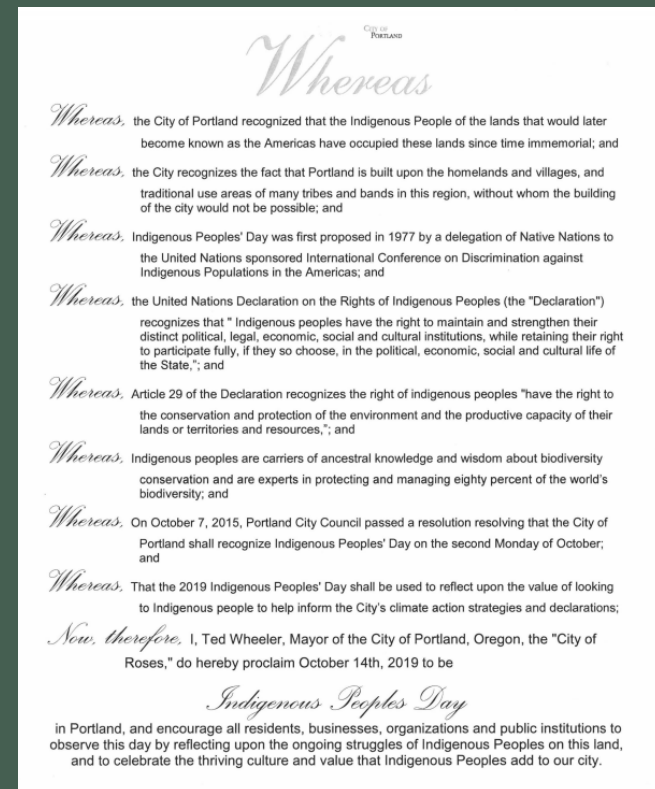 CITY OF
PORTLAND
Whereas
Whereas, the City of Portland recognized that the Indigenous People of the lands that would later
become known as the Americas have occupied these lands since time immemorial; and
Whereas, the City recognizes the fact that Portland is built upon the homelands and villages, and
traditional use areas of many tribes and bands in this region, without whom the building
of the city would not be possible; and
Whereas, Indigenous Peoples' Day was first proposed in 1977 by a delegation of Native Nations to
the United Nations sponsored International Conference on Discrimination against
Indigenous Populations in the Americas; and
Whereas, the United Nations Declaration on the Rights of Indigenous Peoples (the "Declaration")
recognizes that " Indigenous peoples have the right to maintain and strengthen their
distinct political, legal, economic, social and cultural institutions, while retaining their right
to participate fully, if they so choose, in the political, economic, social and cultural life of
the State,"; and
Whereas, Article 29 of the Declaration recognizes the right of indigenous peoples "have the right to
the conservation and protection of the environment and the productive capacity of their
lands or territories and resources,"; and
Whereas, Indigenous peoples are carriers of ancestral knowledge and wisdom about biodiversity
conservation and are experts in protecting and managing eighty percent of the world's
biodiversity; and
Whereas, On October 7, 2015, Portland City Council passed a resolution resolving that the City of
Portland shall recognize Indigenous Peoples' Day on the second Monday of October;
and
Whereas, That the 2019 Indigenous Peoples' Day shall be used to reflect upon the value of looking
to Indigenous people to help inform the City's climate action strategies and declarations;
Now, therefore, I, Ted Wheeler, Mayor of the City of Portland, Oregon, the "City of
Roses," do hereby proclaim October 14th, 2019 to be
Indigenous Peoples Day
in Portland, and encourage all residents, businesses, organizations and public institutions to
observe this day by reflecting upon the ongoing struggles of Indigenous Peoples on this land,
and to celebrate the thriving culture and value that Indigenous Peoples add to our city.